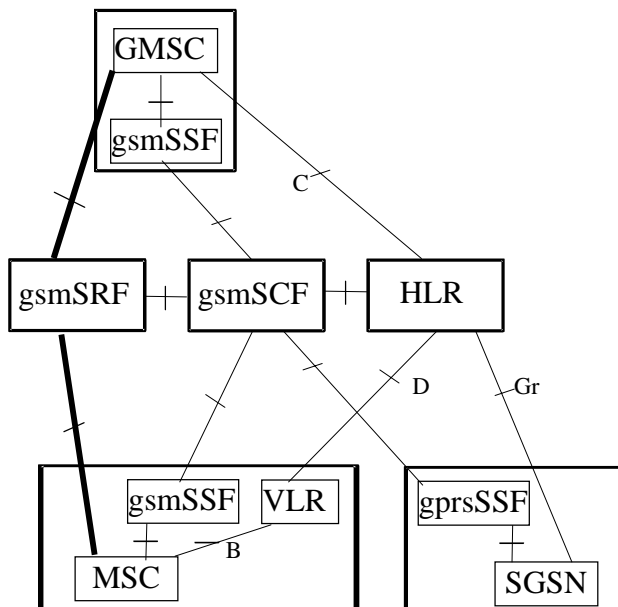 GMSC
gsmSSF
C
gsmSRF
gsmSCF
HLR
D
Gr
gsmSSF
VLR
gprsSSF
B
MSC
SGSN